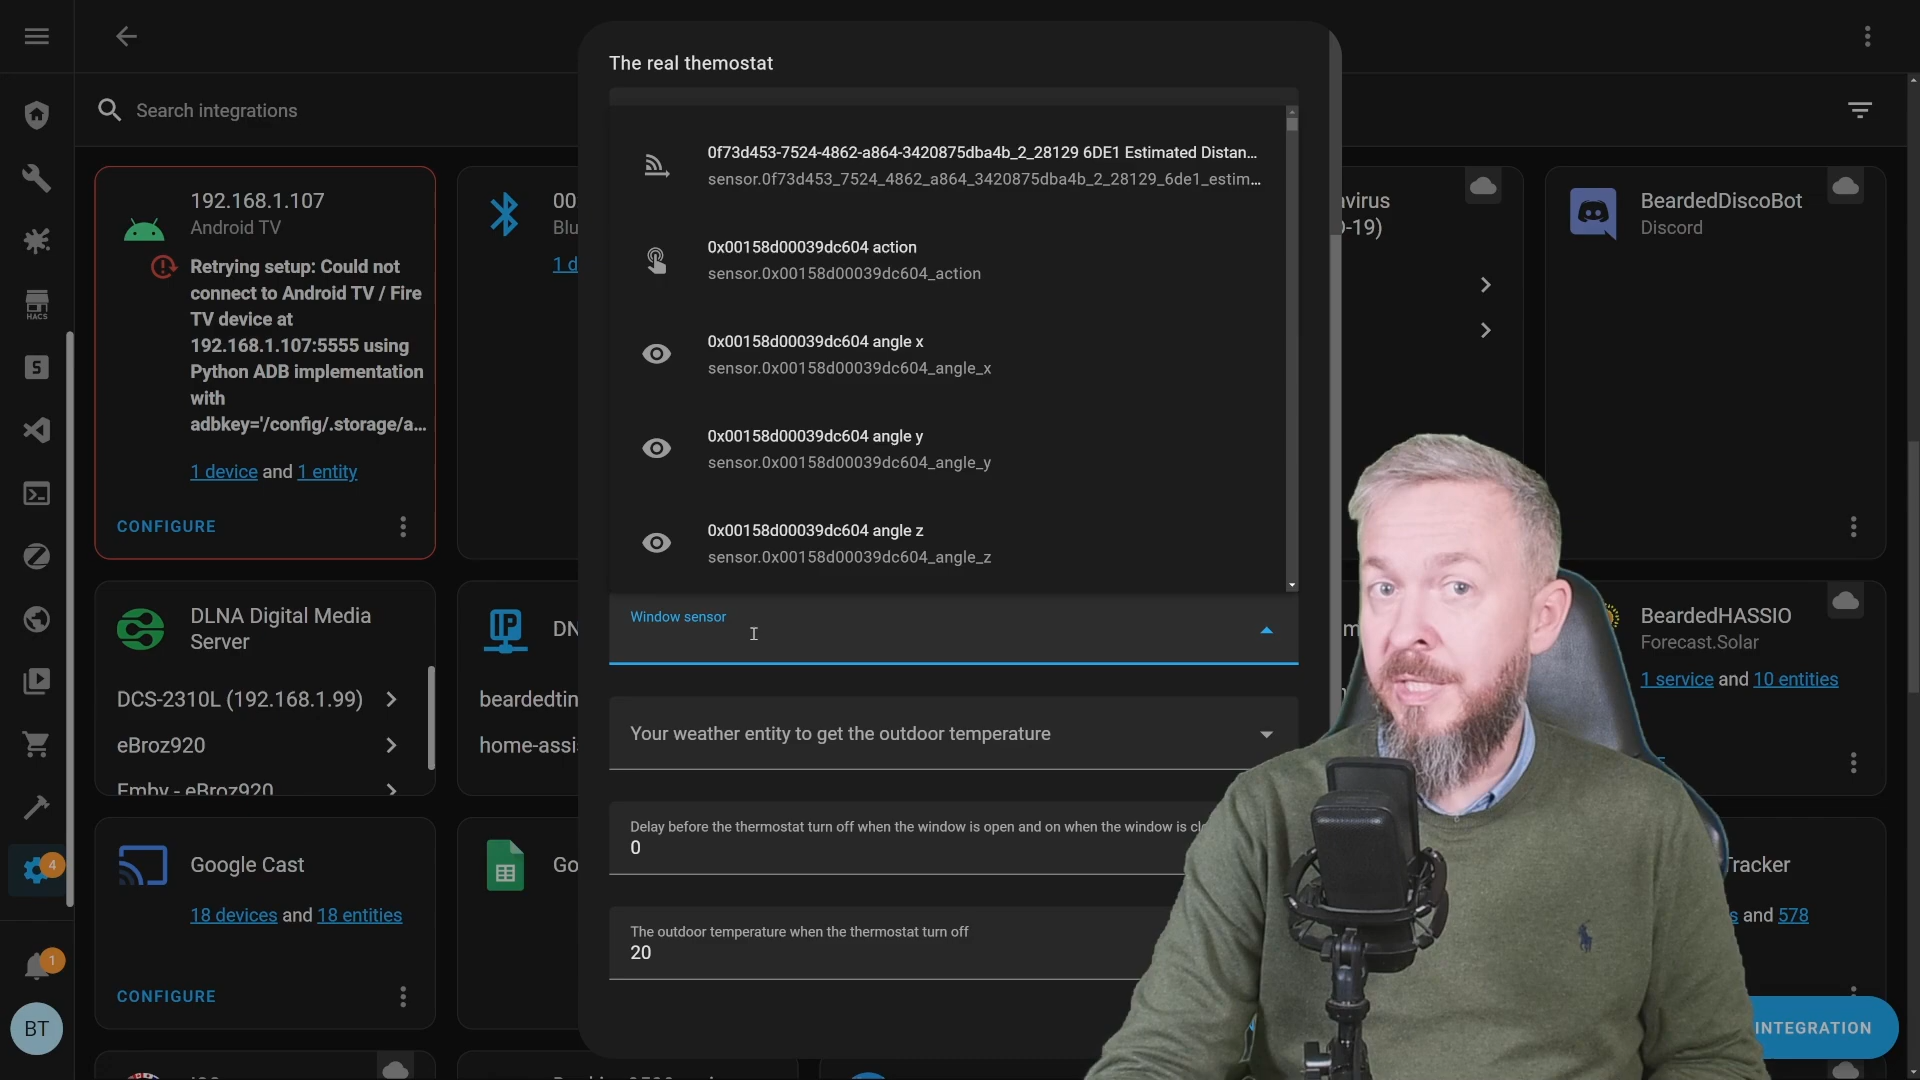 The real themostat
Search integrations
0f73d453-7524-4862-a864-3420875dba4b_2_28129 6DE1 Estimated Distan...
sensor.0f73d453_7524_4862_a864_3420875dba4b_2_28129_6de1_estim...
0x00158d00039dc604 action
sensor.0x00158d00039dc604_action
0x00158d00039dc604 angle x
sensor.0x00158d00039dc604_angle_x
0x00158d00039dc604 angle y
sensor.0x00158d00039dc604_angle_y
0x00158d00039dc604 angle z
sensor.0x00158d00039dc604_angle_z
Window sensor
Your weather entity to get the outdoor temperature
Delay before the thermostat turn off when the window is open and on when the window is cl
0
The outdoor temperature when the thermostat turn off
20
192.168.1.107
Android TV
Retrying setup: Could not
connect to Android TV / Fire
TV device at
192.168.1.107:5555 using
Python ADB implementation
with
adbkey='/config/.storage/a...
1 device and 1 entity
CONFIGURE
00
Blu
1 d
virus
-19)
BeardedDiscoBot
Discord
HACS
S
DLNA Digital Media
Server
DCS-2310L (192.168.1.99)
eBroz920
Emby - eBroz920
IP
DN
beardedtin
home-assi
BeardedHASSIO
Forecast.Solar
1 service and 10 entities
Google Cast
18 devices and 18 entities
CONFIGURE
Go
Tracker
s and 578
4
1
BT
INTEGRATION